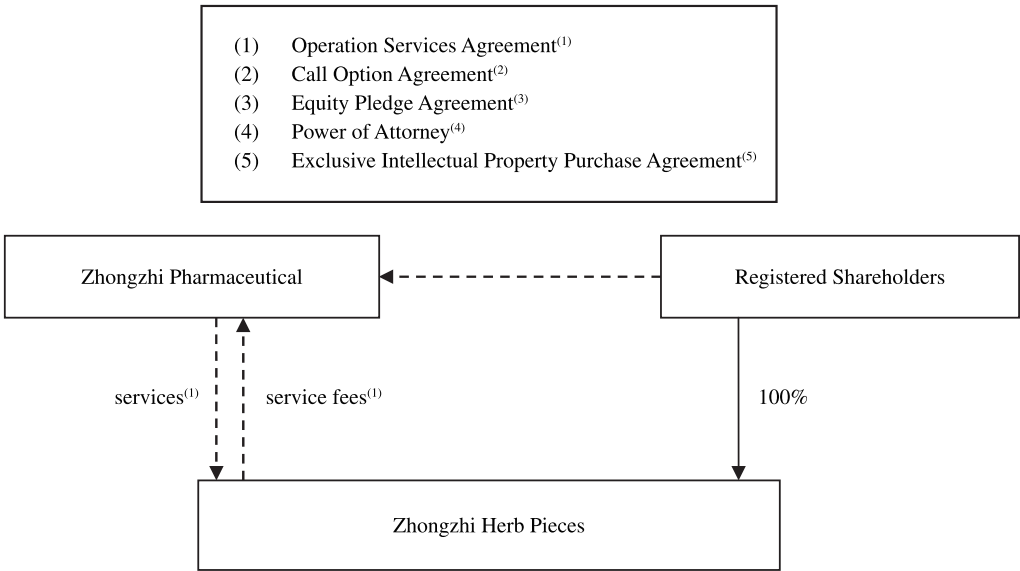 (1) Operation Services Agreement(1)
(2) Call Option Agreement(2)
(3) Equity Pledge Agreement(3)
(4) Power of Attorney(4)
(5) Exclusive Intellectual Property Purchase Agreement(5)
Zhongzhi Pharmaceutical
Registered Shareholders
services(1)
service fees(1)
100%
Zhongzhi Herb Pieces